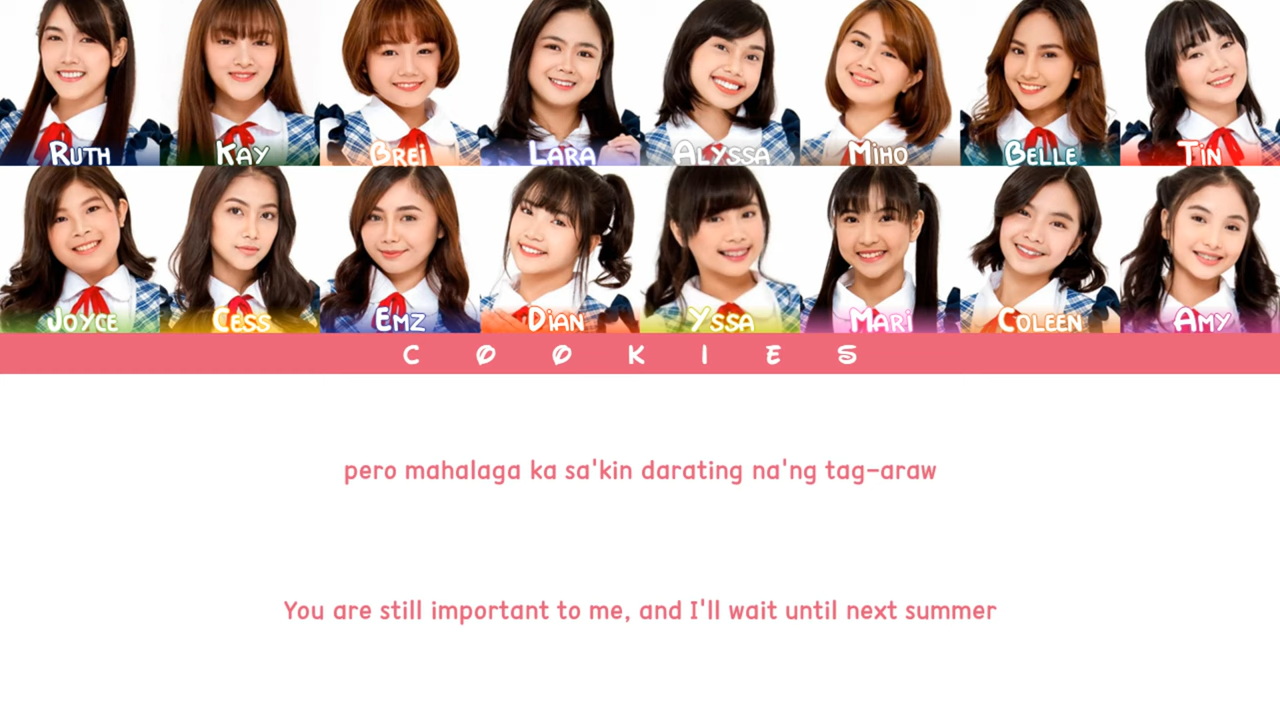 Ruth Kay Brei Lara Alyssa Miho Belle Tin
Joyce Cess Emz Dian Yssa Mari Coleen Amy
COOKIES
pero mahalaga ka sa'kin darating na'ng tag-araw
You are still important to me, and I'll wait until next summer